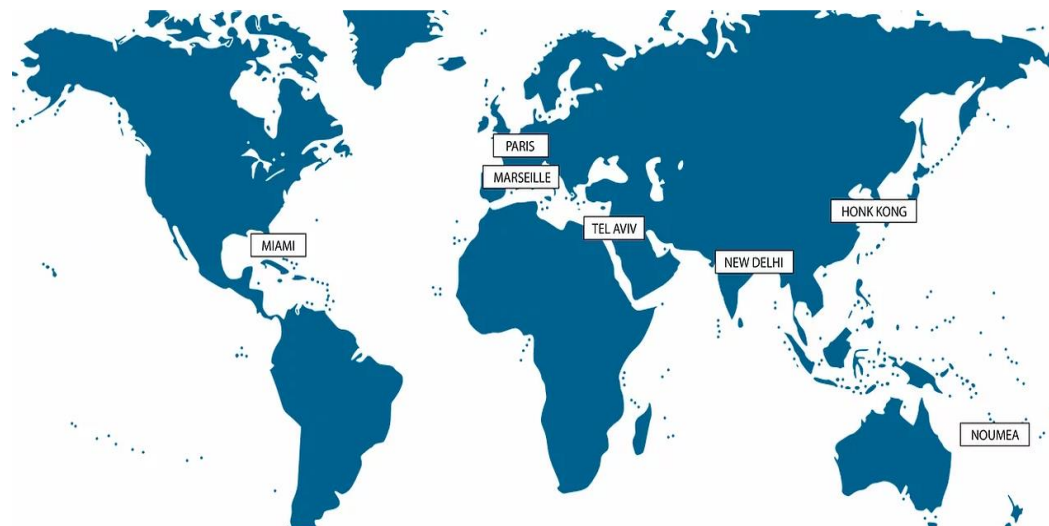 PARIS
MARSEILLE
HONK KONG
TEL AVIV
MIAMI
NEW DELHI
NOUMEA